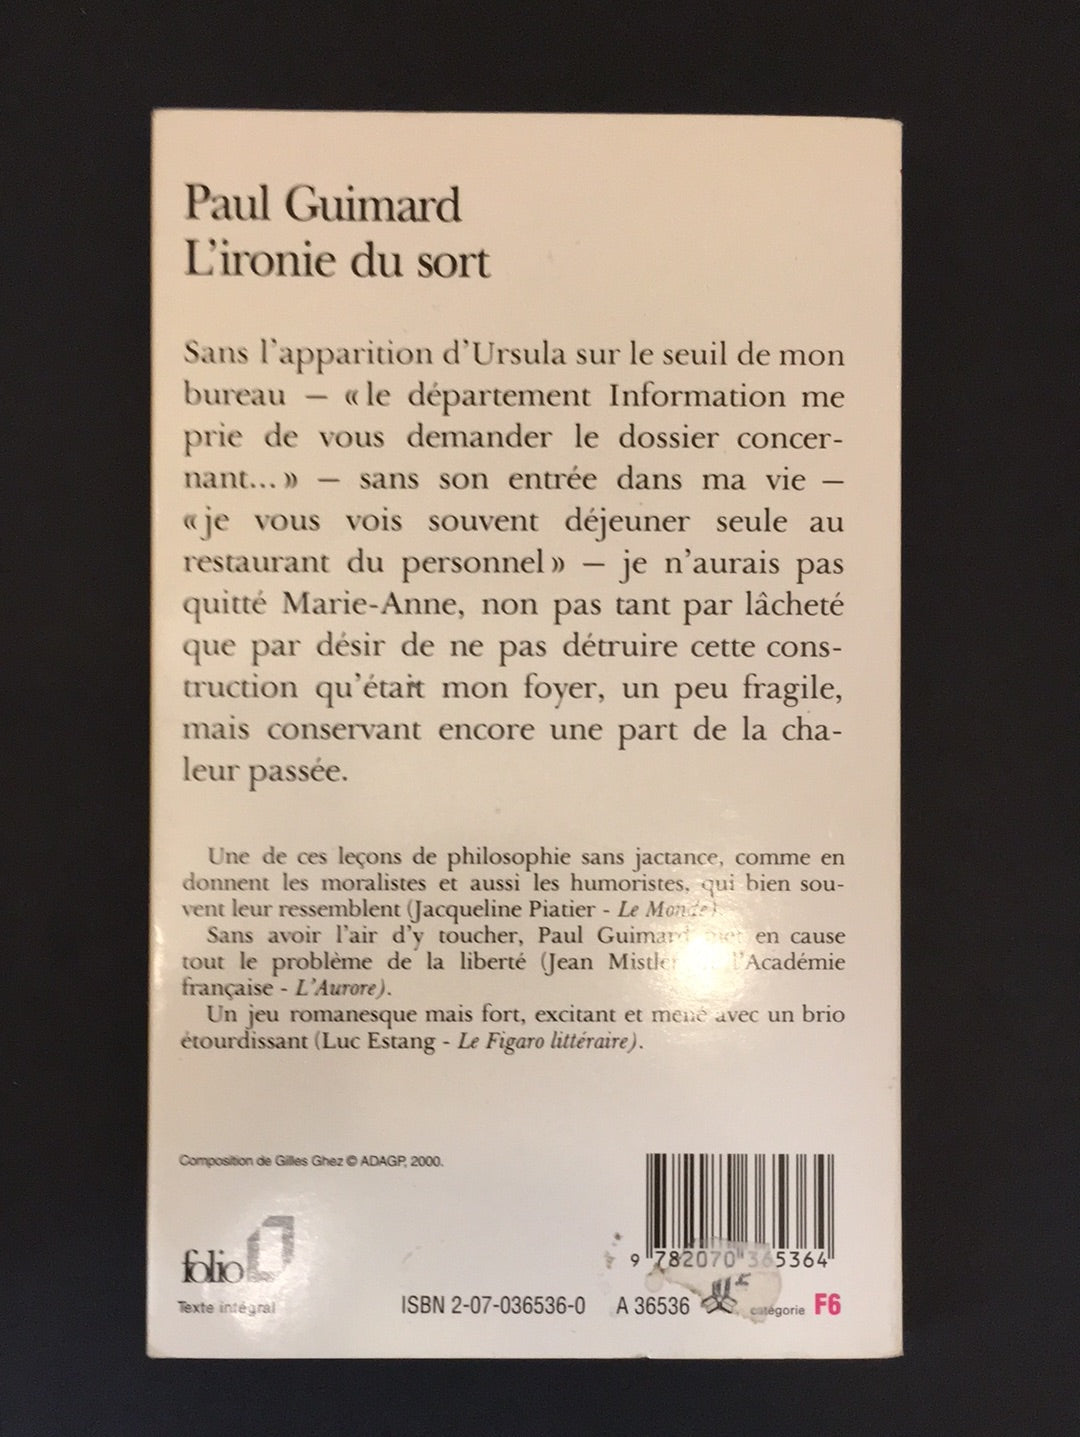 Paul Guimard
L'ironie du sort
Sans l'apparition d'Ursula sur le seuil de mon
bureau — « le département Information me
prie de vous demander le dossier concer-
nant... » — sans son entrée dans ma vie —
« je vous vois souvent déjeuner seule au
restaurant du personnel » — je n'aurais pas
quitté Marie-Anne, non pas tant par lâcheté
que par désir de ne pas détruire cette cons-
truction qu'était mon foyer, un peu fragile,
mais conservant encore une part de la cha-
leur passée.
Une de ces leçons de philosophie sans jactance, comme en
donnent les moralistes et aussi les humoristes, qui bien sou-
vent leur ressemblent (Jacqueline Piatier - Le Monde)
Sans avoir l'air d'y toucher, Paul Guimard met en cause
tout le problème de la liberté (Jean Mistler l'Académie
française - L'Aurore).
Un jeu romanesque mais fort, excitant et mené avec un brio
étourdissant (Luc Estang - Le Figaro littéraire).
Composition de Gilles Ghez © ADAGP, 2000.
9 782070 365364
folio
Texte intégral
ISBN 2-07-036536-0 A 36536 catégorie F6